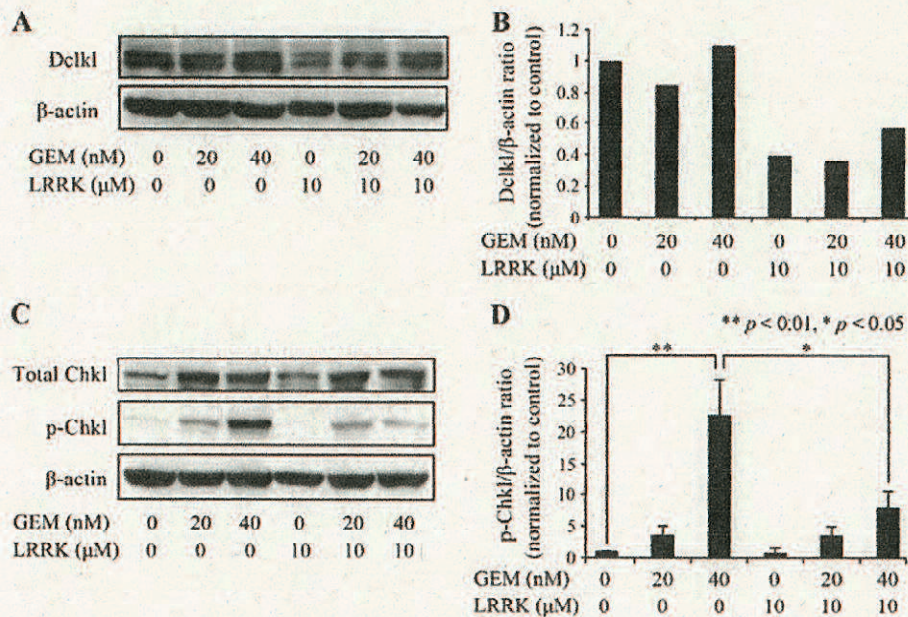 A
Dclkl
β-actin
GEM (nM) 0 20 40 0 20 40
LRRK (μM) 0 0 0 10 10 10
B
Dclkl/β-actin ratio
(normalized to control)
1.2
1
0.8
0.6
0.4
0.2
0
GEM (nM) 0 20 40 0 20 40
LRRK (μM) 0 0 0 10 10 10
C
Total Chkl
p-Chkl
β-actin
GEM (nM) 0 20 40 0 20 40
LRRK (μM) 0 0 0 10 10 10
D
** p < 0.01, * p < 0.05
** *
p-Chkl/β-actin ratio
(normalized to control)
30
25
20
15
10
5
0
GEM (nM) 0 20 40 0 20 40
LRRK (μM) 0 0 0 10 10 10